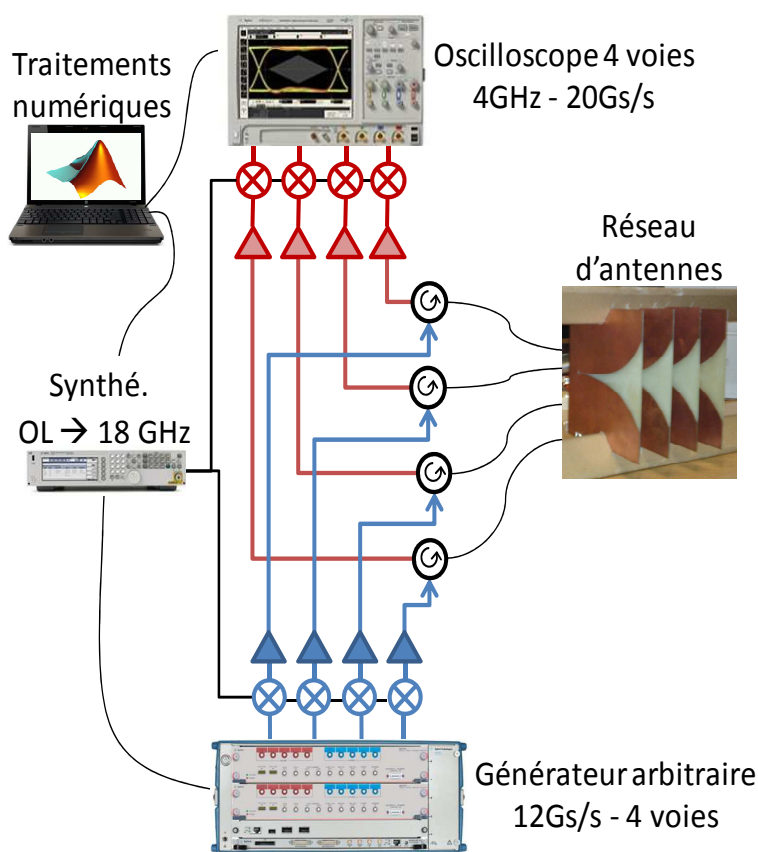 Oscilloscope 4 voies
4GHz - 20Gs/s
Traitements
numériques
Réseau
d'antennes
Synthé.
OL → 18 GHz
Générateur arbitraire
12Gs/s - 4 voies